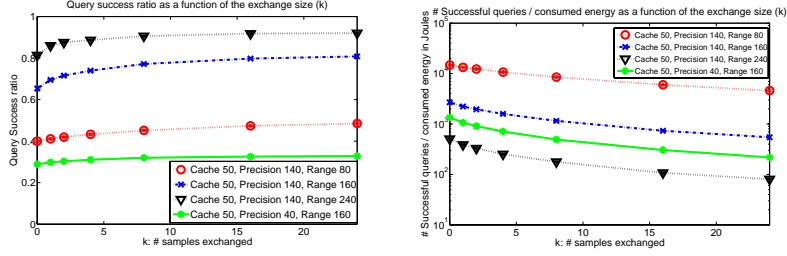 Query success ratio as a function of the exchange size (k)
Query Success ratio
1
0.8
0.6
0.4
0.2
0
0 5 10 15 20
k: # samples exchanged
Cache 50, Precision 140, Range 80
Cache 50, Precision 140, Range 160
Cache 50, Precision 140, Range 240
Cache 50, Precision 40, Range 160
# Successful queries / consumed energy as a function of the exchange size (k)
# Successful queries / consumed energy in Joules
10^5
10^4
10^3
10^2
10^1
0 5 10 15 20
k: # samples exchanged
Cache 50, Precision 140, Range 80
Cache 50, Precision 140, Range 160
Cache 50, Precision 140, Range 240
Cache 50, Precision 40, Range 160